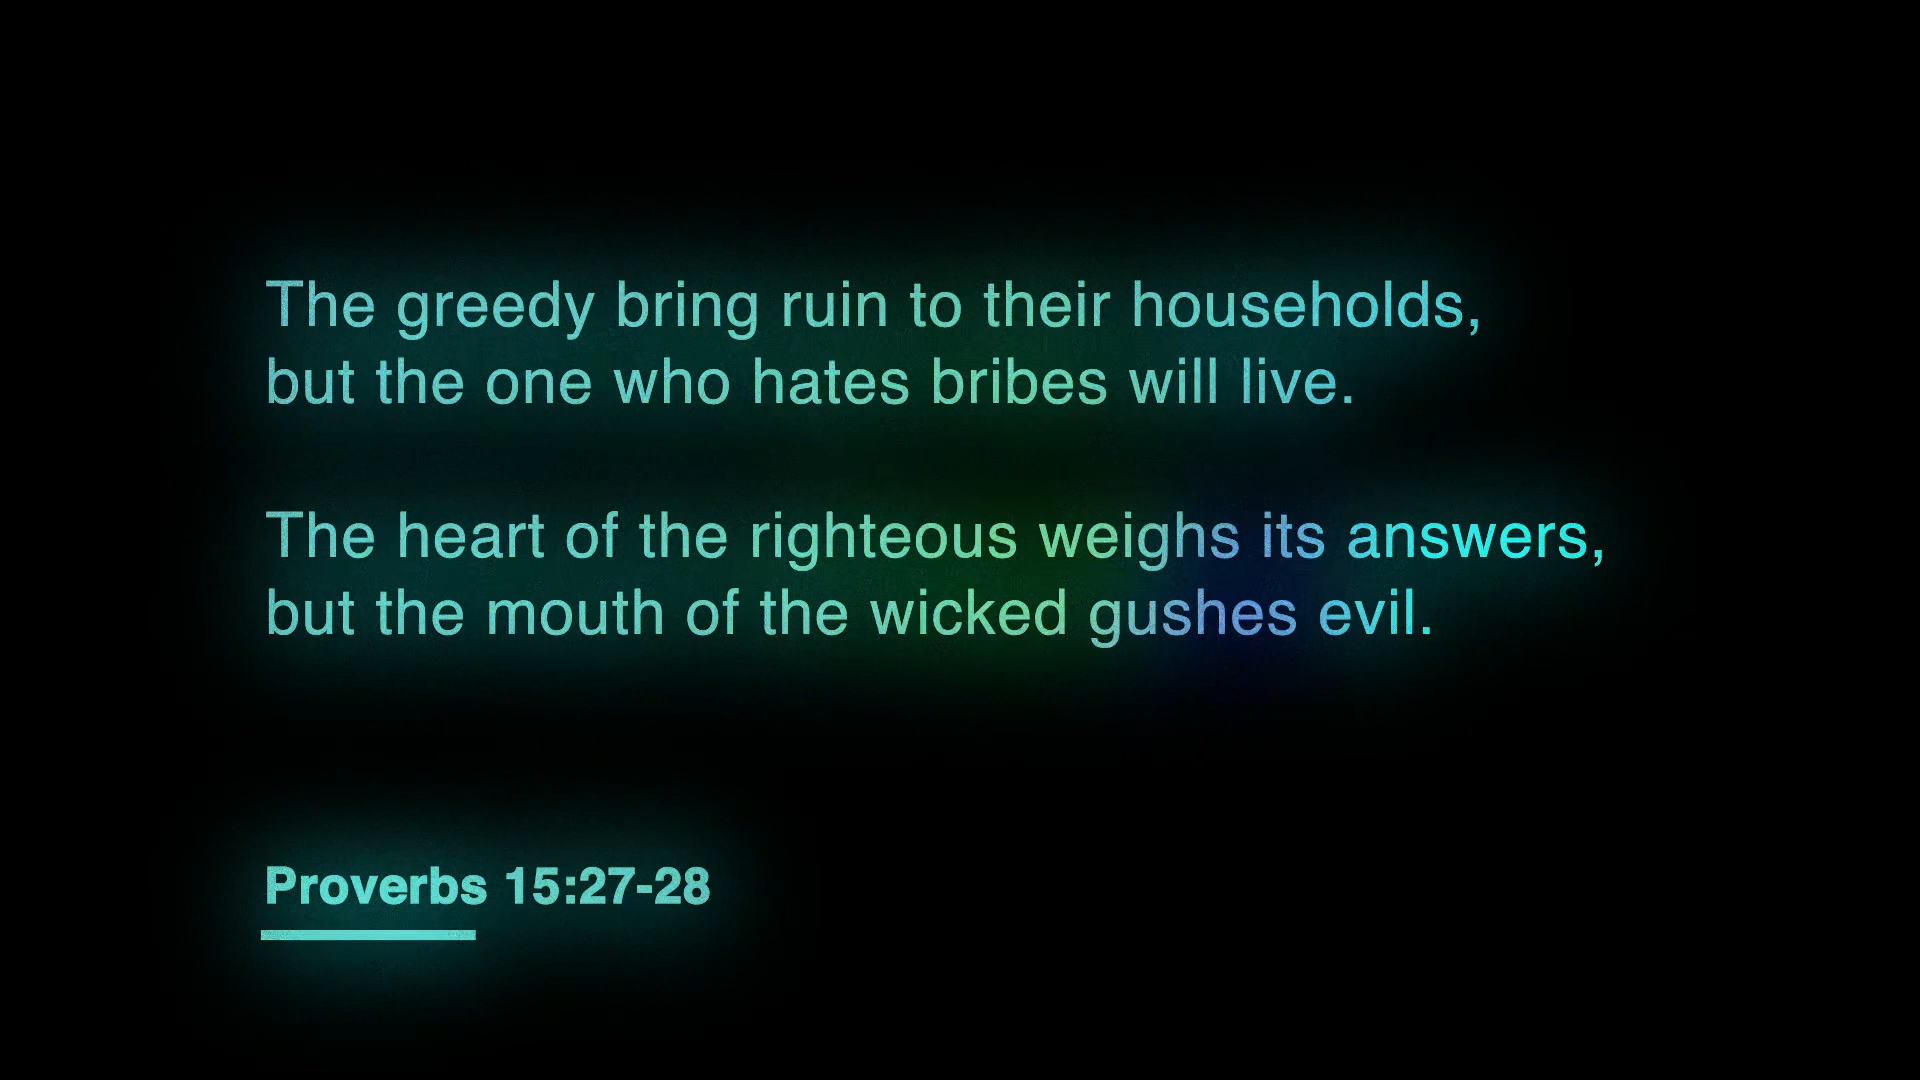 The greedy bring ruin to their households,
but the one who hates bribes will live.
The heart of the righteous weighs its answers,
but the mouth of the wicked gushes evil.
Proverbs 15:27-28